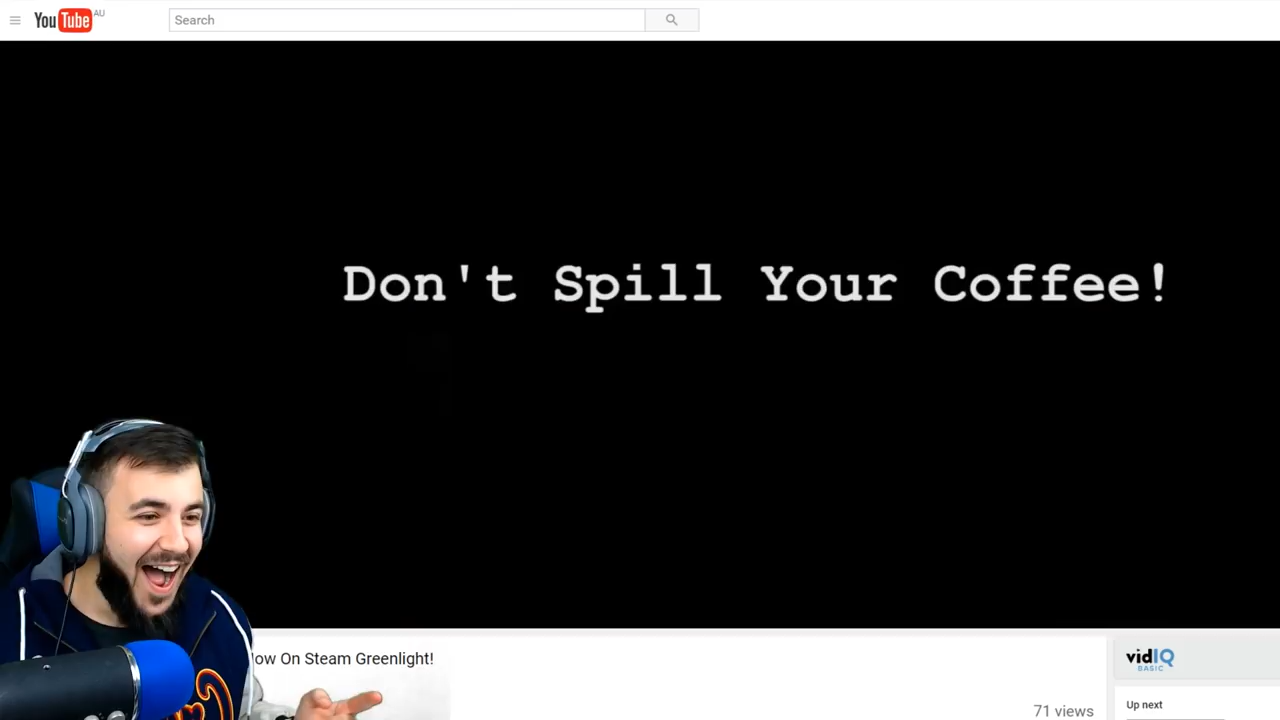 YouTube AU
Search
Don't Spill Your Coffee!
ow On Steam Greenlight!
71 views
vidIQ
BASIC
Up next